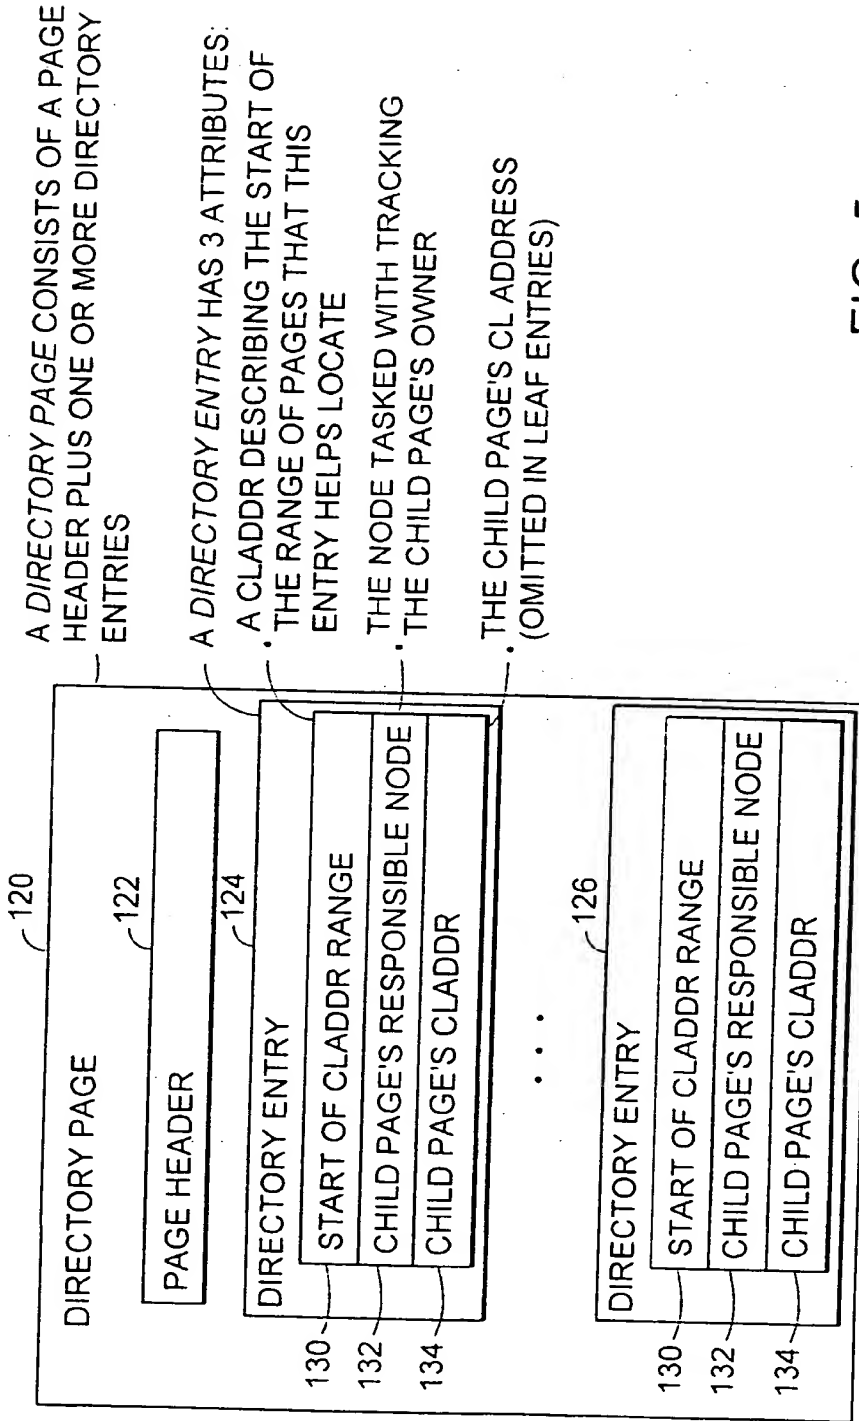 120
DIRECTORY PAGE
122
PAGE HEADER
124
DIRECTORY ENTRY
130
START OF CLADDR RANGE
132
CHILD PAGE'S RESPONSIBLE NODE
134
CHILD PAGE'S CLADDR
. . .
126
DIRECTORY ENTRY
130
START OF CLADDR RANGE
132
CHILD PAGE'S RESPONSIBLE NODE
134
CHILD PAGE'S CLADDR
A DIRECTORY PAGE CONSISTS OF A PAGE
HEADER PLUS ONE OR MORE DIRECTORY
ENTRIES
A DIRECTORY ENTRY HAS 3 ATTRIBUTES:
. A CLADDR DESCRIBING THE START OF
THE RANGE OF PAGES THAT THIS
ENTRY HELPS LOCATE
. THE NODE TASKED WITH TRACKING
THE CHILD PAGE'S OWNER
. THE CHILD PAGE'S CL ADDRESS
(OMITTED IN LEAF ENTRIES)